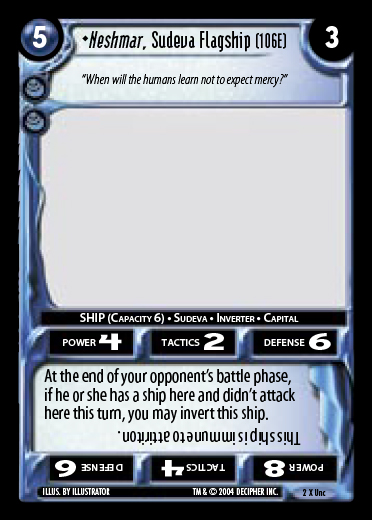 5
•Neshmar, Sudeva Flagship (106E)
3
"When will the humans learn not to expect mercy?"
SHIP (CAPACITY 6) • SUDEVA • INVERTER • CAPITAL
POWER 4 TACTICS 2 DEFENSE 6
At the end of your opponent's battle phase,
if he or she has a ship here and didn't attack
here this turn, you may invert this ship.
This ship is immune to attrition.
POWER 8 TACTICS 4 DEFENSE 6
ILLUS. BY ILLUSTRATOR TM & © 2004 DECIPHER INC. 2 X Unc